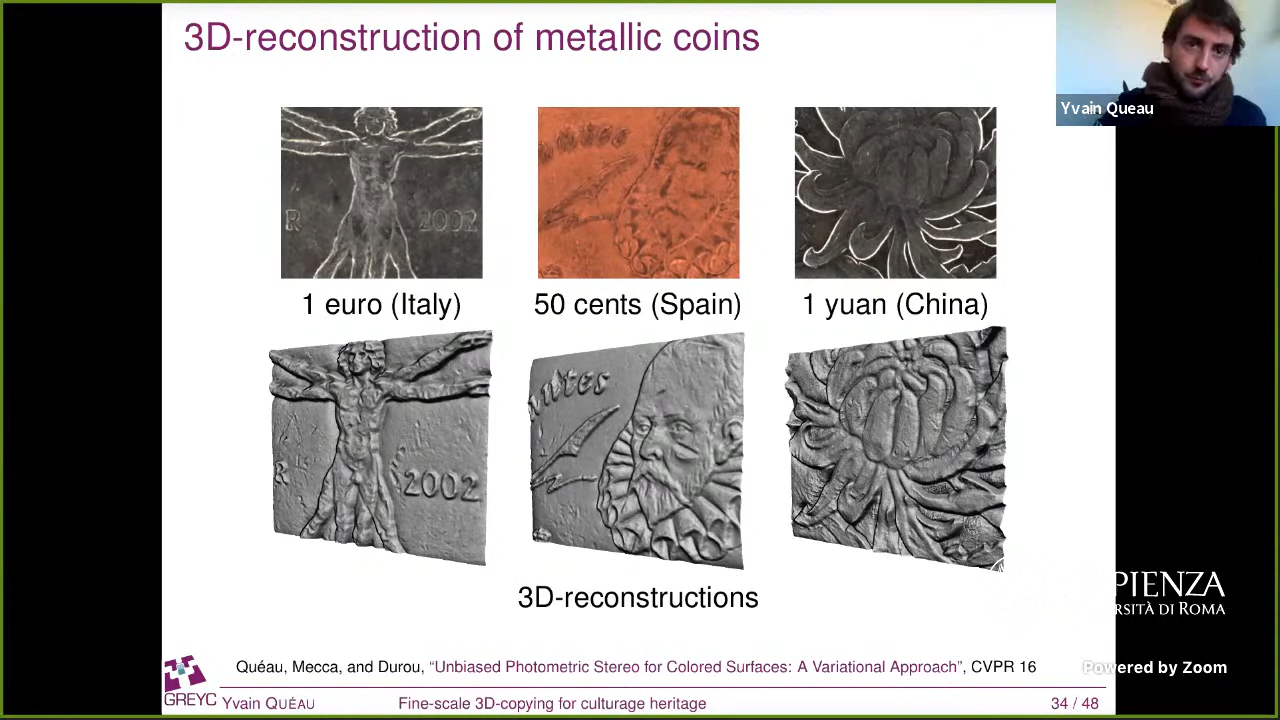 3D-reconstruction of metallic coins
Yvain Queau
R 2002
1 euro (Italy) 50 cents (Spain) 1 yuan (China)
R 2002
3D-reconstructions
PIENZA
RSITÀ DI ROMA
Quéau, Mecca, and Durou, “Unbiased Photometric Stereo for Colored Surfaces: A Variational Approach”, CVPR 16
Powered by Zoom
GREYC
Yvain QUÉAU Fine-scale 3D-copying for culturage heritage 34 / 48